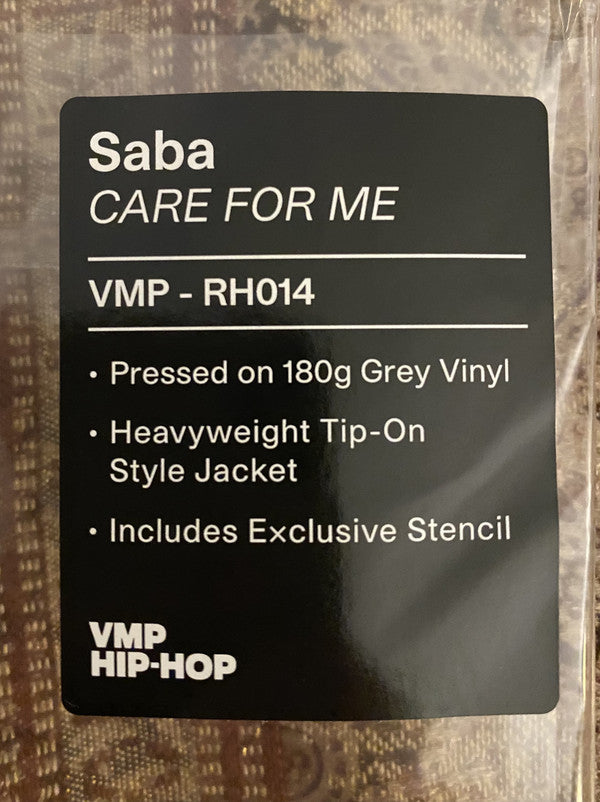 Saba
CARE FOR ME
VMP - RH014
• Pressed on 180g Grey Vinyl
• Heavyweight Tip-On
Style Jacket
• Includes Exclusive Stencil
VMP
HIP-HOP